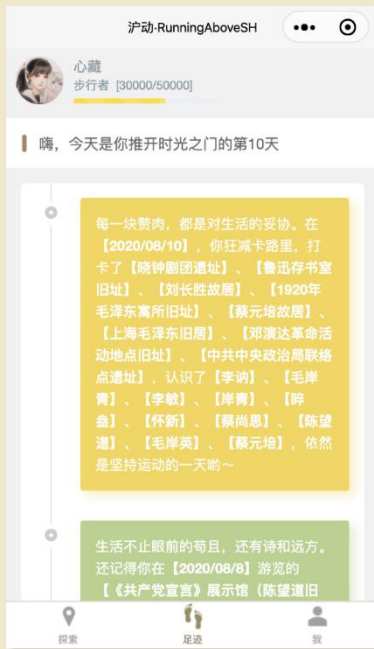 沪动·RunningAboveSH
心藏
步行者 [30000/50000]
嗨，今天是你推开时光之门的第10天
每一块赘肉，都是对生活的妥协。在
【2020/08/10】，你狂减卡路里，打
卡了【晓钟剧团遗址】、【鲁迅存书室
旧址】、【刘长胜故居】、【1920年
毛泽东寓所旧址】、【蔡元培故居】、
【上海毛泽东旧居】、【邓演达革命活
动地点旧址】、【中共中央政治局联络
点遗址】，认识了【李讷】、【毛岸
青】、【李敏】、【岸青】、【睟
盎】、【怀新】、【蔡尚思】、【陈望
道】、【毛岸英】、【蔡元培】，依然
是坚持运动的一天哟～
生活不止眼前的苟且，还有诗和远方。
还记得你在【2020/08/8】游览的
【《共产党宣言》展示馆（陈望道旧
探索
足迹
我